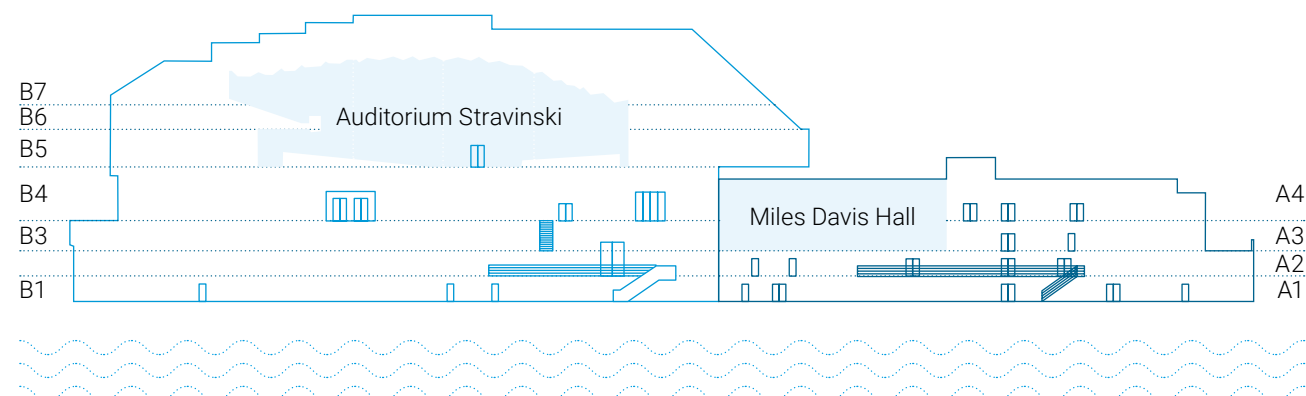 B7
B6
B5
B4
B3
B1
Auditorium Stravinski
Miles Davis Hall
A4
A3
A2
A1